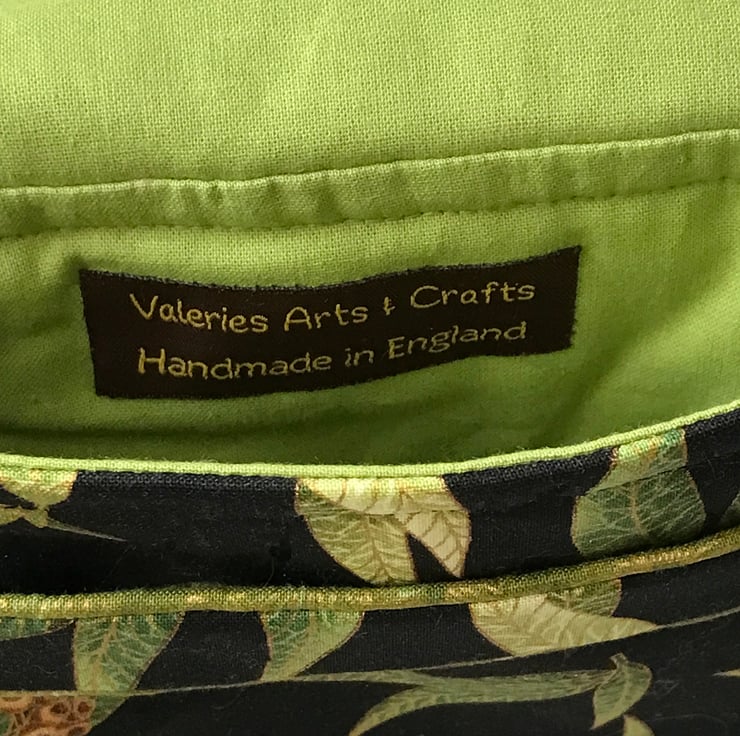 Valeries Arts & Crafts
Handmade in England